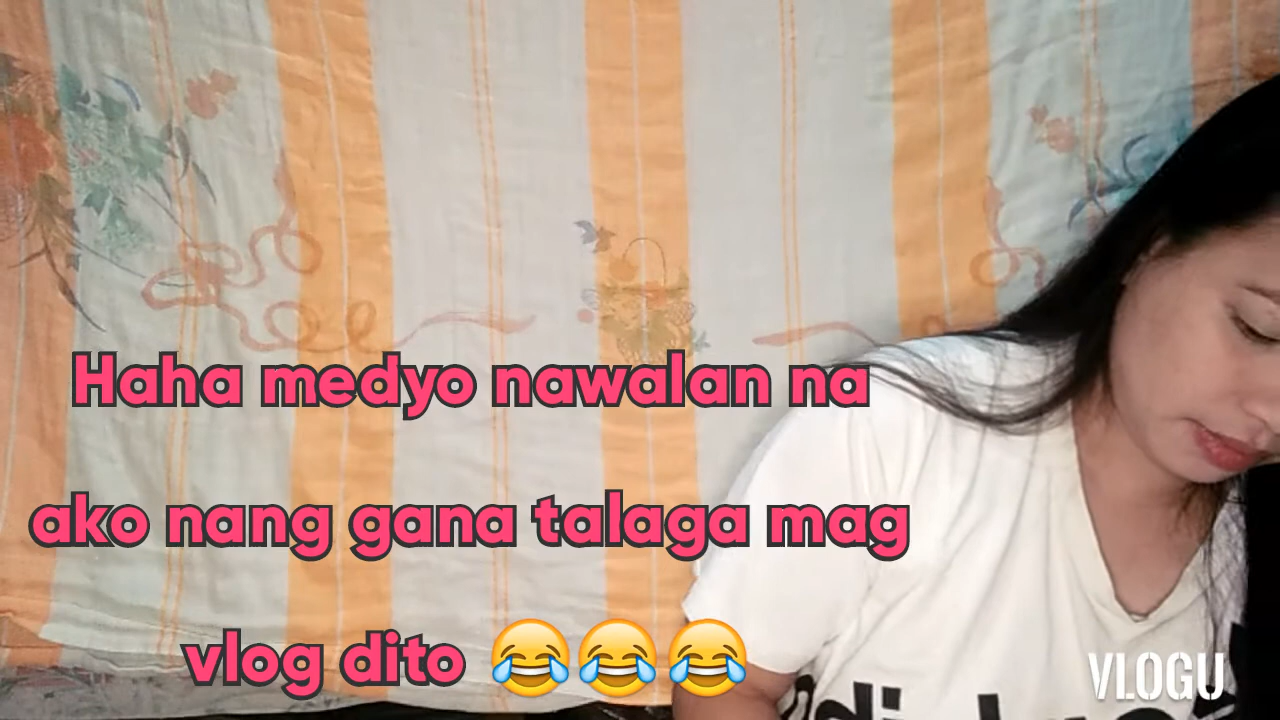 Haha medyo nawalan na
ako nang gana talaga mag
vlog dito 😂😂😂
VLOGU